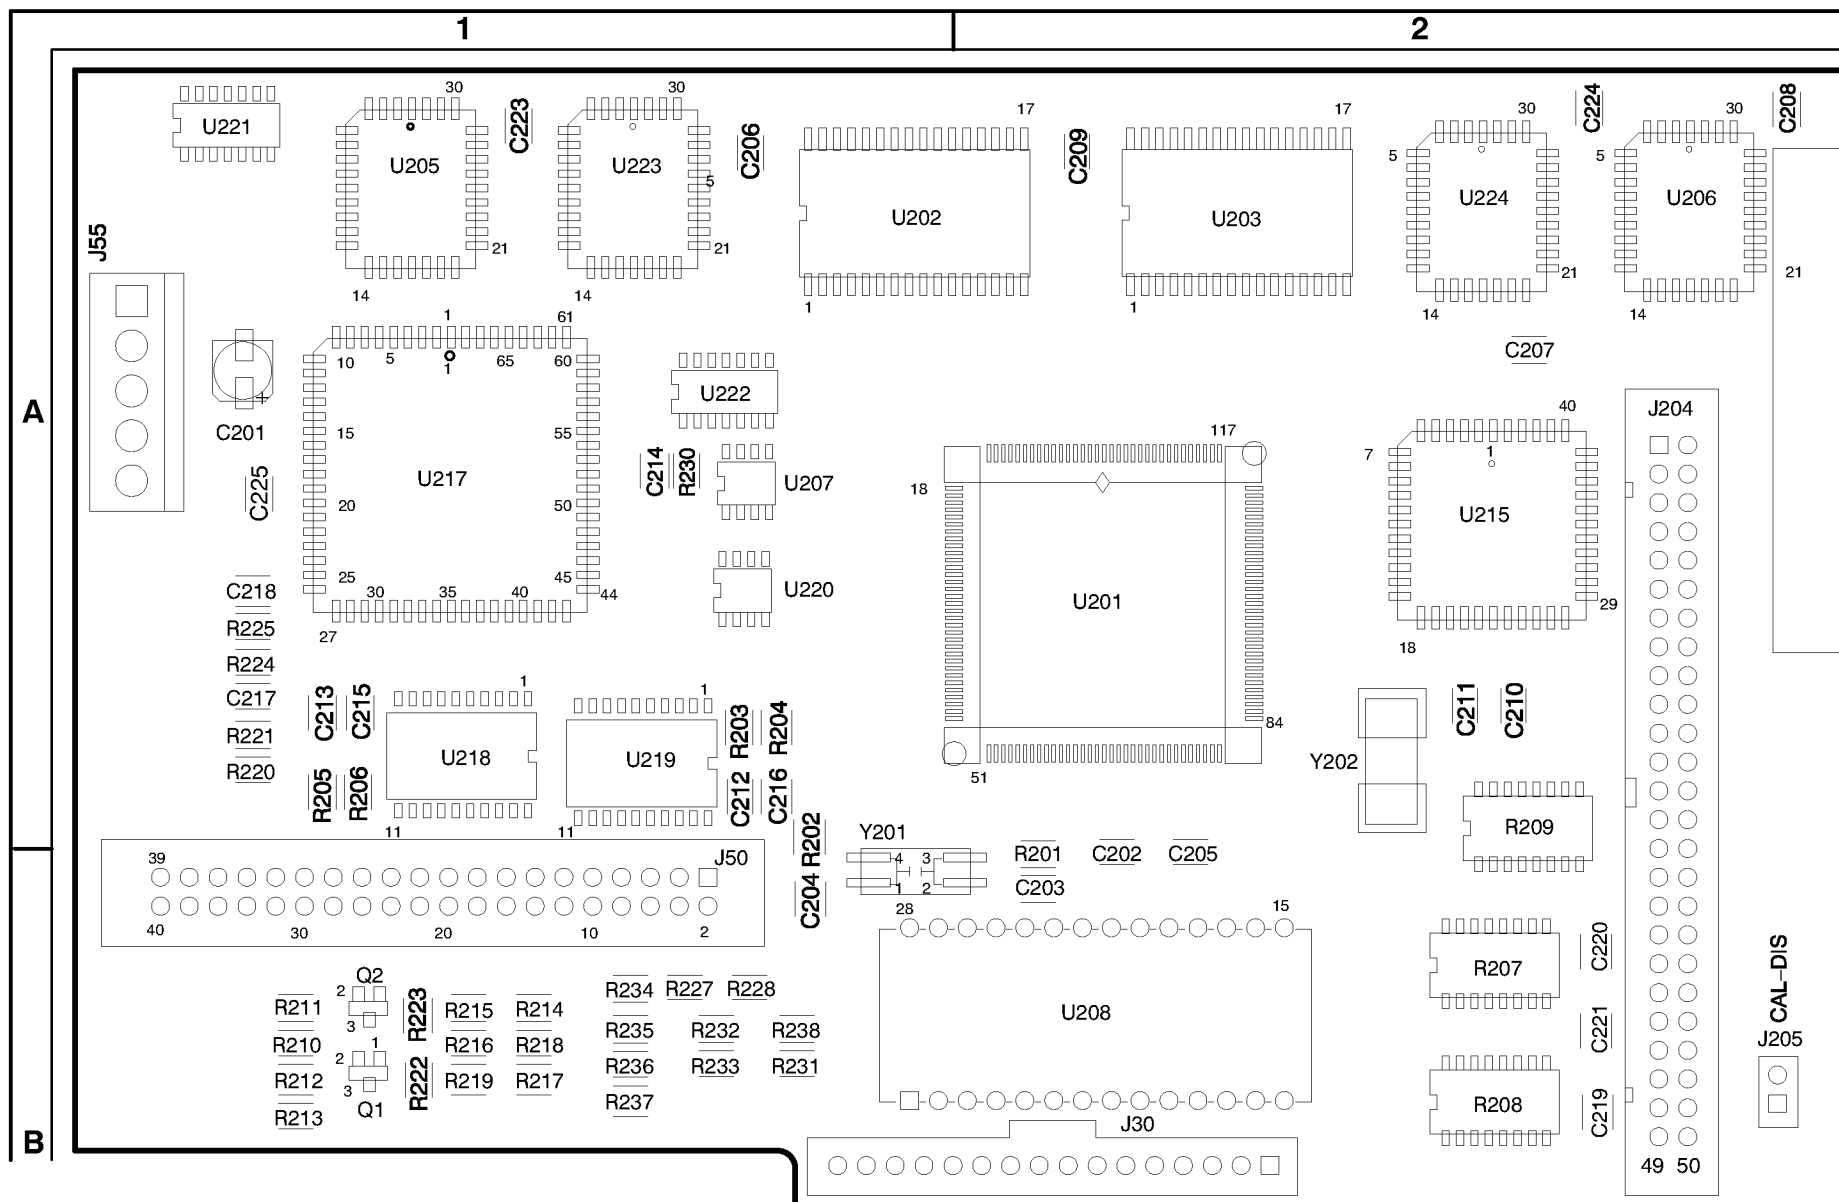 1 2
30 30 17 17 30 30
U221 C223 C206 C209 C224 C208
U205 U223 5 5
5
U202 U203 U224 U206
J55 21 21 21 21
14 14 1 1 14 14
1 61
10 5 1 65 60 C207
A
C201 15 55 U222 117 40 J204
C225 U217 C214 R230 U207 18 7 1
20 50 U215
25 30 35 40 45 44 U220 U201 29
C218
R225 27 18
R224
C217 C213 C215 1 1 R203 R204 84 C211 C210
R221 U218 U219 51 Y202
R220 R205 R206 C212 C216
11 11 R202 Y201 R209
39 J50 4 3 R201 C202 C205
1 2 C203
C204
40 30 20 10 2 28 15
C220
Q2 R234 R227 R228 R207 CAL-DIS
R211 2 3 R223 R215 R214 U208
R210 1 R216 R218 R235 R232 R238 C221 J205
R212 2 3 R222 R219 R217 R236 R233 R231
R213 Q1 R237 R208 C219
J30
B
49 50